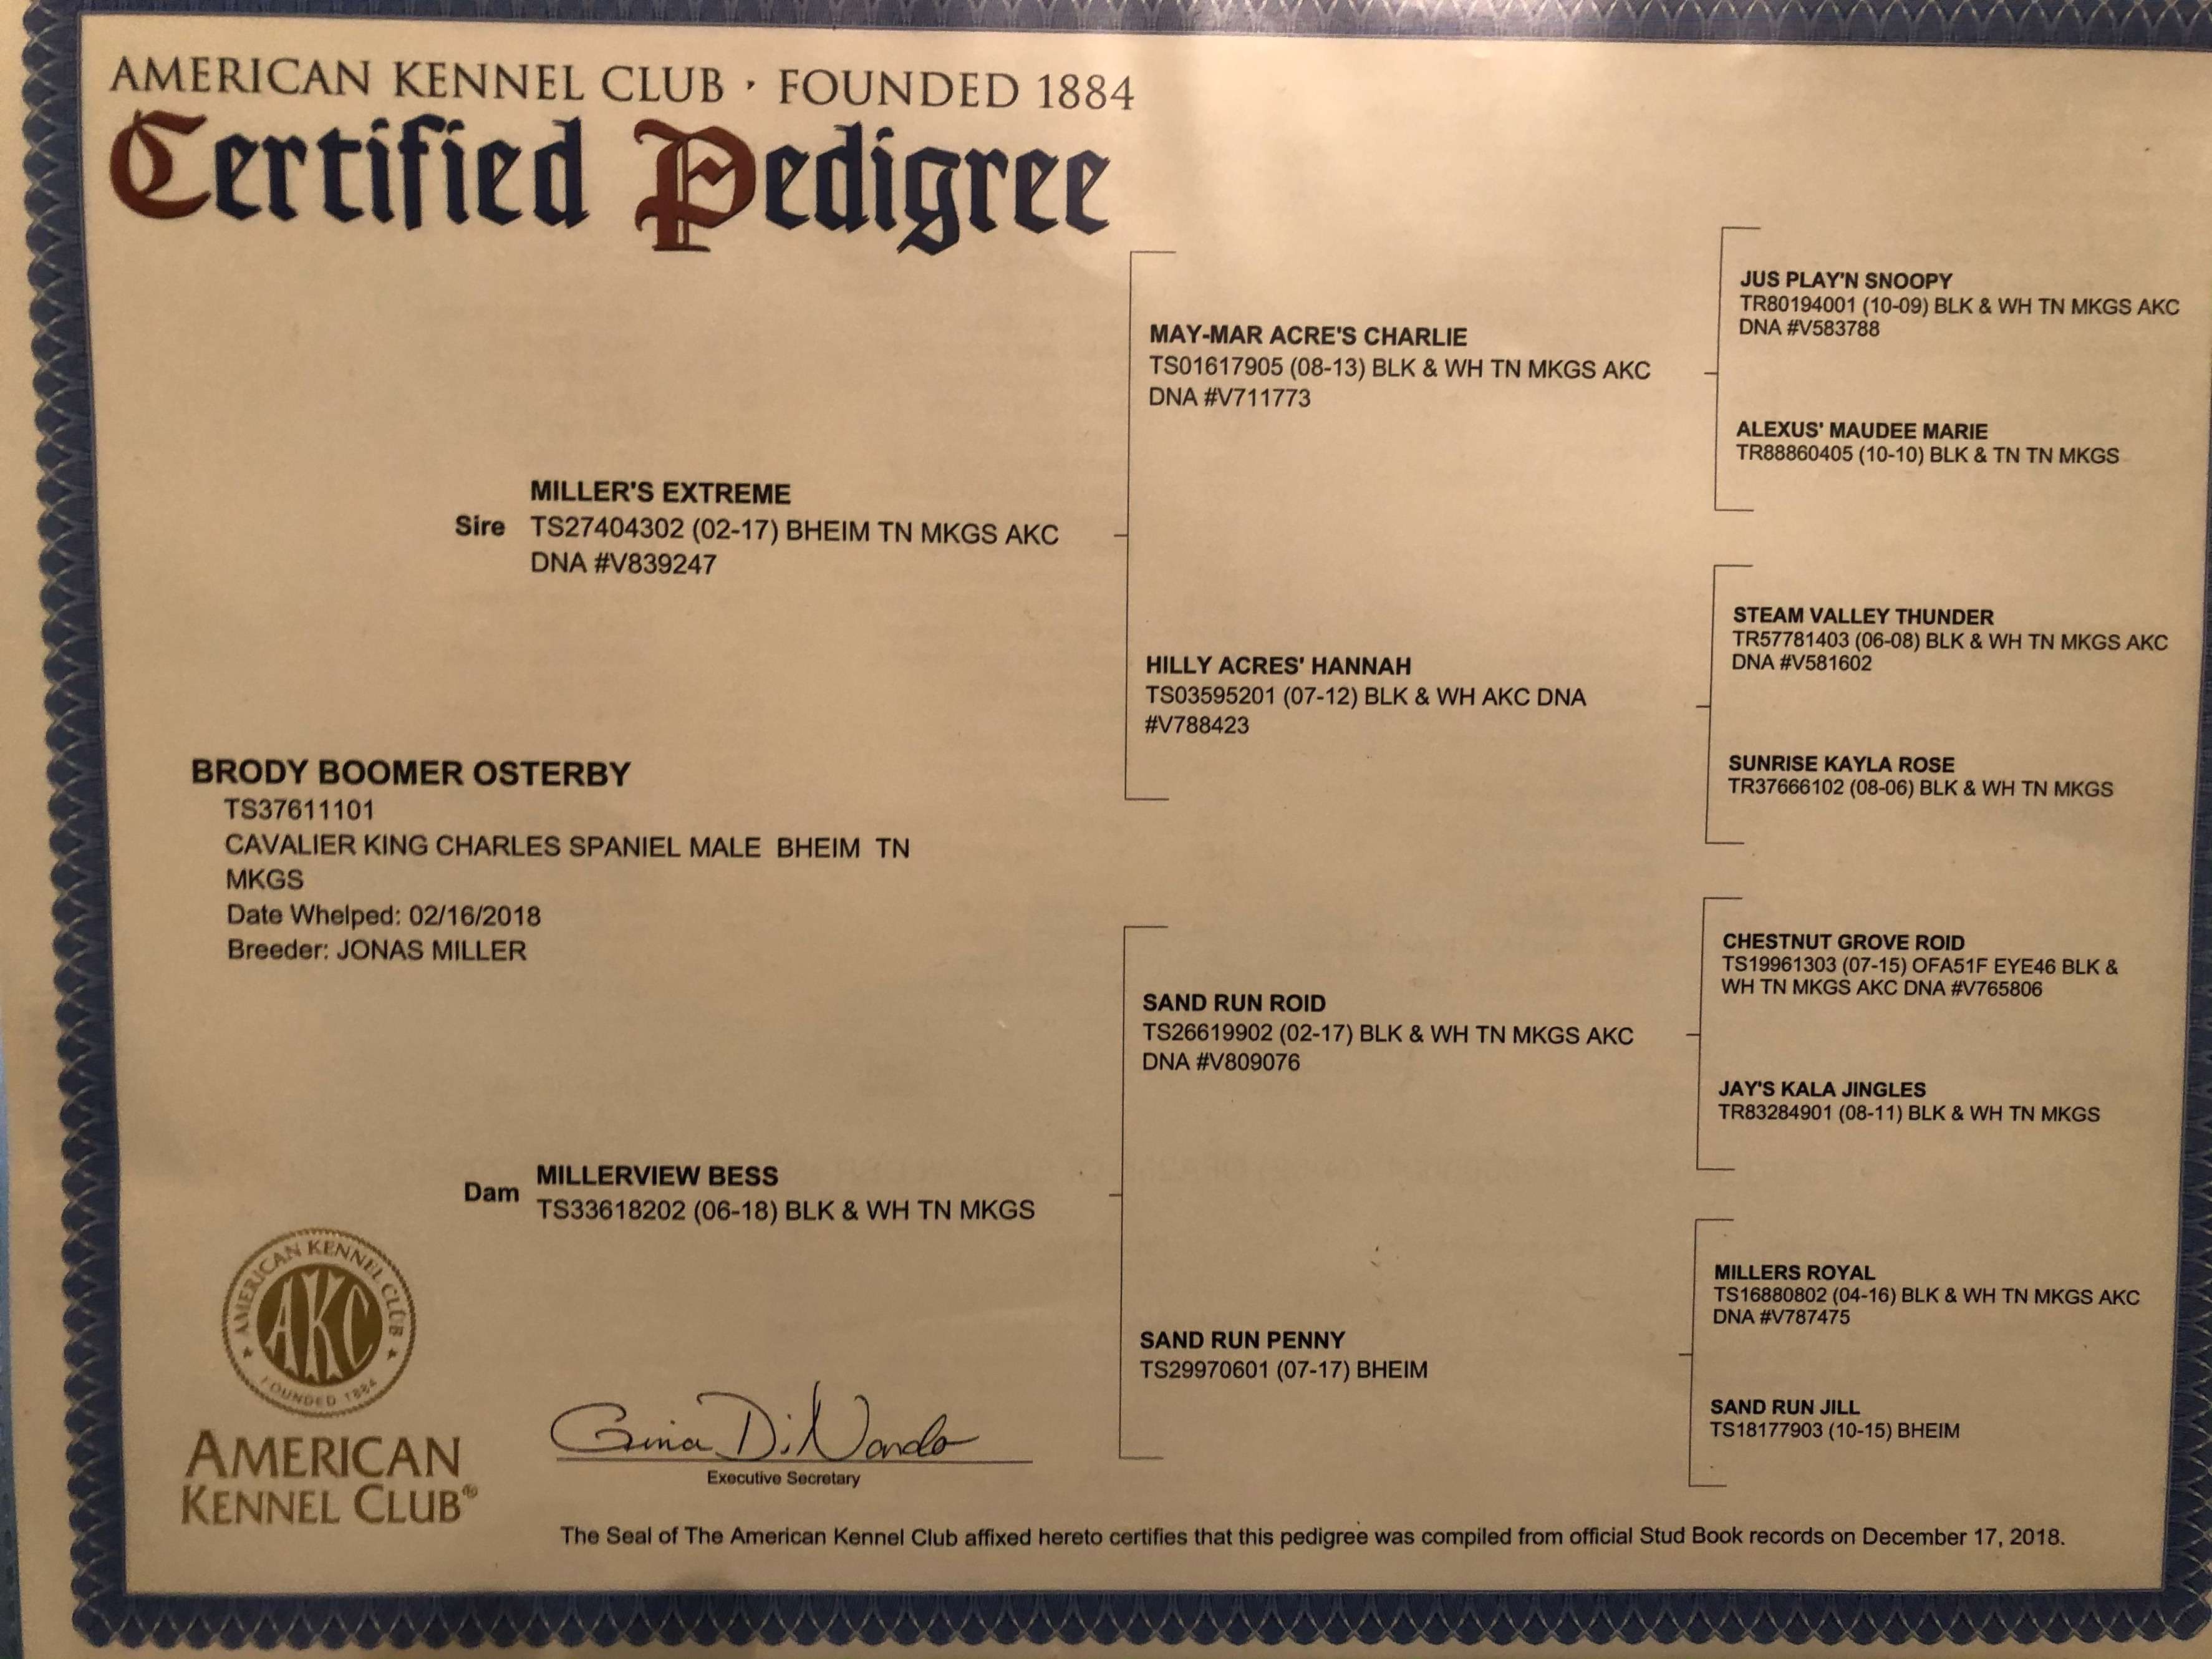 AMERICAN KENNEL CLUB · FOUNDED 1884
Certified Pedigree
JUS PLAY'N SNOOPY
TR80194001 (10-09) BLK & WH TN MKGS AKC
DNA #V583788
MAY-MAR ACRE'S CHARLIE
TS01617905 (08-13) BLK & WH TN MKGS AKC
DNA #V711773
ALEXUS' MAUDEE MARIE
TR88860405 (10-10) BLK & TN TN MKGS
MILLER'S EXTREME
Sire TS27404302 (02-17) BHEIM TN MKGS AKC
DNA #V839247
STEAM VALLEY THUNDER
TR57781403 (06-08) BLK & WH TN MKGS AKC
DNA #V581602
HILLY ACRES' HANNAH
TS03595201 (07-12) BLK & WH AKC DNA
#V788423
SUNRISE KAYLA ROSE
TR37666102 (08-06) BLK & WH TN MKGS
BRODY BOOMER OSTERBY
TS37611101
CAVALIER KING CHARLES SPANIEL MALE BHEIM TN
MKGS
Date Whelped: 02/16/2018
Breeder: JONAS MILLER
CHESTNUT GROVE ROID
TS19961303 (07-15) OFA51F EYE46 BLK &
WH TN MKGS AKC DNA #V765806
SAND RUN ROID
TS26619902 (02-17) BLK & WH TN MKGS AKC
DNA #V809076
JAY'S KALA JINGLES
TR83284901 (08-11) BLK & WH TN MKGS
MILLERVIEW BESS
Dam TS33618202 (06-18) BLK & WH TN MKGS
MILLERS ROYAL
TS16880802 (04-16) BLK & WH TN MKGS AKC
DNA #V787475
SAND RUN PENNY
TS29970601 (07-17) BHEIM
SAND RUN JILL
TS18177903 (10-15) BHEIM
AMERICAN KENNEL CLUB
AKC
FOUNDED 1884
AMERICAN
KENNEL CLUB®
Gina DiNardo
Executive Secretary
The Seal of The American Kennel Club affixed hereto certifies that this pedigree was compiled from official Stud Book records on December 17, 2018.